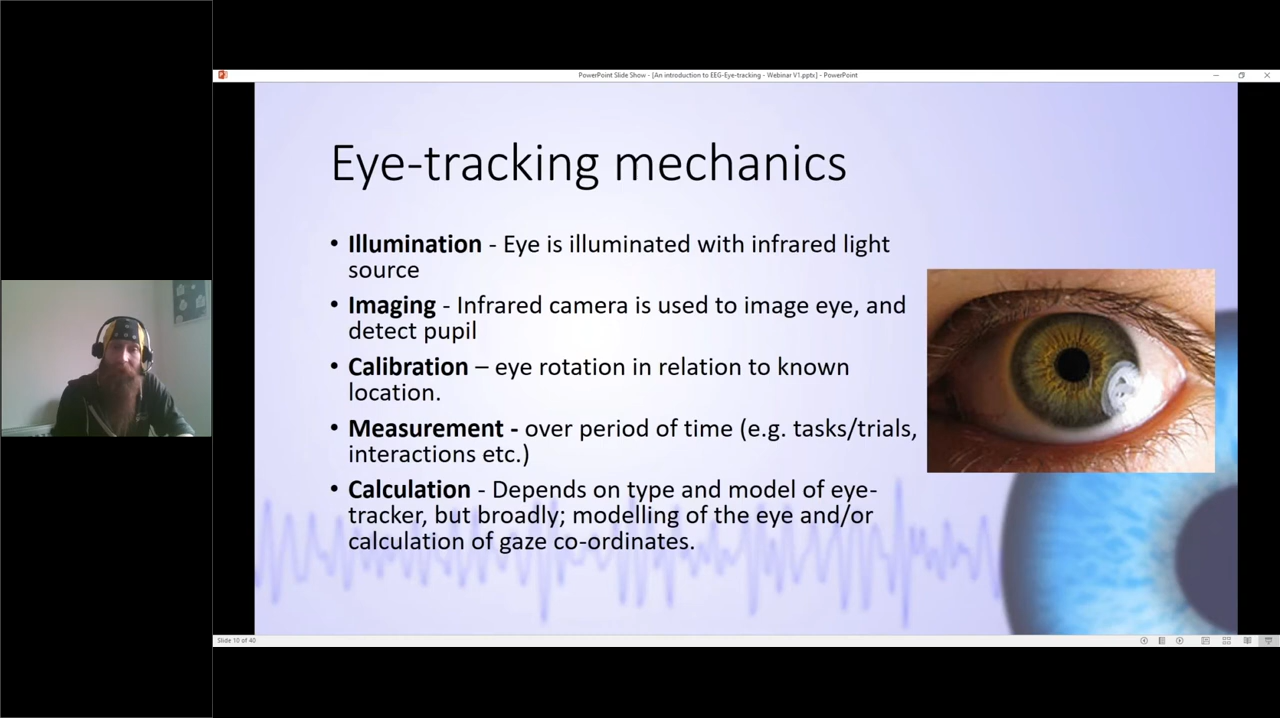 PowerPoint Slide Show - [An introduction to EEG-Eye-tracking - Webinar V1.pptx] - PowerPoint
Eye-tracking mechanics
• Illumination - Eye is illuminated with infrared light
source
• Imaging - Infrared camera is used to image eye, and
detect pupil
• Calibration – eye rotation in relation to known
location.
• Measurement - over period of time (e.g. tasks/trials,
interactions etc.)
• Calculation - Depends on type and model of eye-
tracker, but broadly; modelling of the eye and/or
calculation of gaze co-ordinates.
Slide 10 of 40